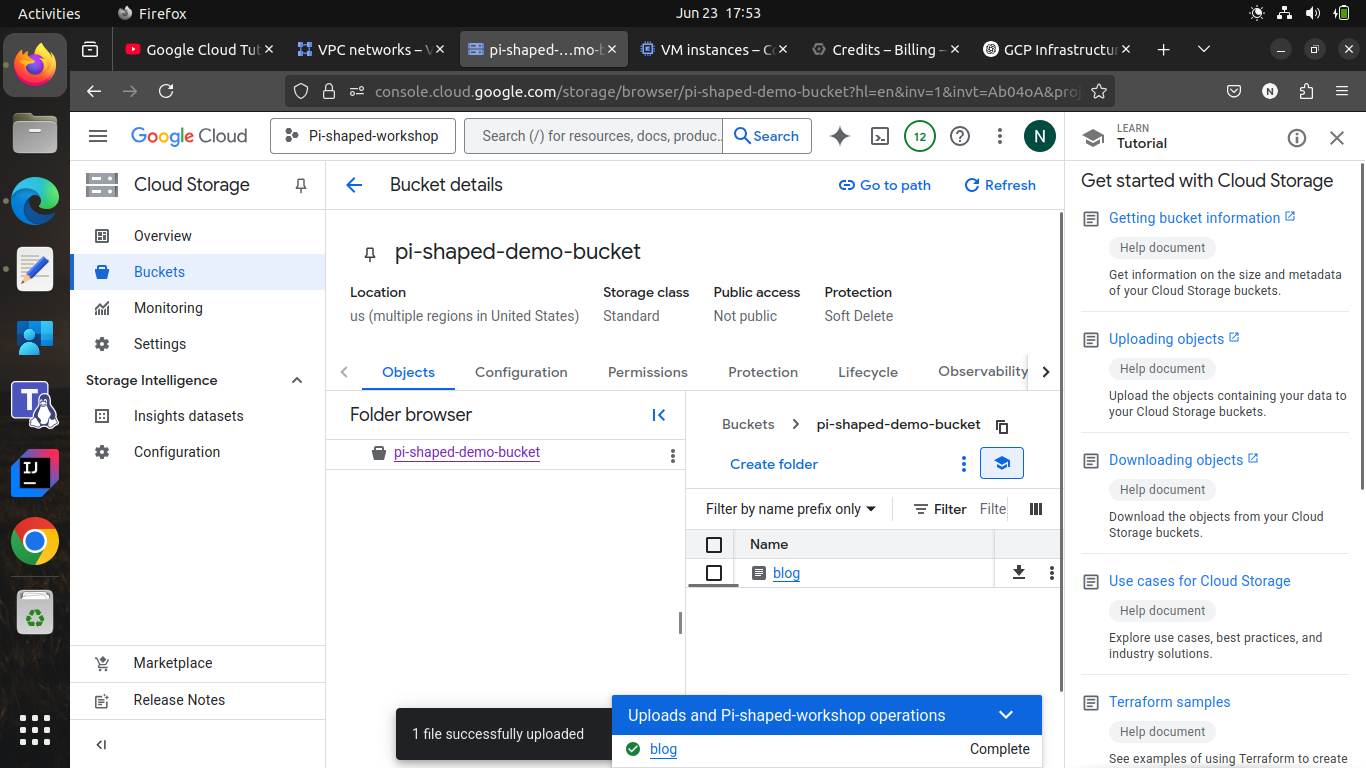 Activities
Firefox
Jun 23 17:53
Google Cloud Tut
VPC networks – V
pi-shaped-…mo-b
VM instances – Co
Credits – Billing –
GCP Infrastructur
console.cloud.google.com/storage/browser/pi-shaped-demo-bucket?hl=en&inv=1&invt=Ab04oA&proj
N
Google Cloud
Pi-shaped-workshop
Search (/) for resources, docs, produc…
Search
12
N
LEARN
Tutorial
Cloud Storage
Bucket details
Go to path
Refresh
Overview
Buckets
Monitoring
Settings
Storage Intelligence
Insights datasets
Configuration
Marketplace
Release Notes
pi-shaped-demo-bucket
Location
us (multiple regions in United States)
Storage class
Standard
Public access
Not public
Protection
Soft Delete
Objects
Configuration
Permissions
Protection
Lifecycle
Observability
Folder browser
pi-shaped-demo-bucket
Buckets
pi-shaped-demo-bucket
Create folder
Filter by name prefix only
Filter
Filte
Name
blog
1 file successfully uploaded
Uploads and Pi-shaped-workshop operations
blog
Complete
Get started with Cloud Storage
Getting bucket information
Help document
Get information on the size and metadata
of your Cloud Storage buckets.
Uploading objects
Help document
Upload the objects containing your data to
your Cloud Storage buckets.
Downloading objects
Help document
Download the objects from your Cloud
Storage buckets.
Use cases for Cloud Storage
Help document
Explore use cases, best practices, and
industry solutions.
Terraform samples
Help document
See examples of using Terraform to create
T
IJ